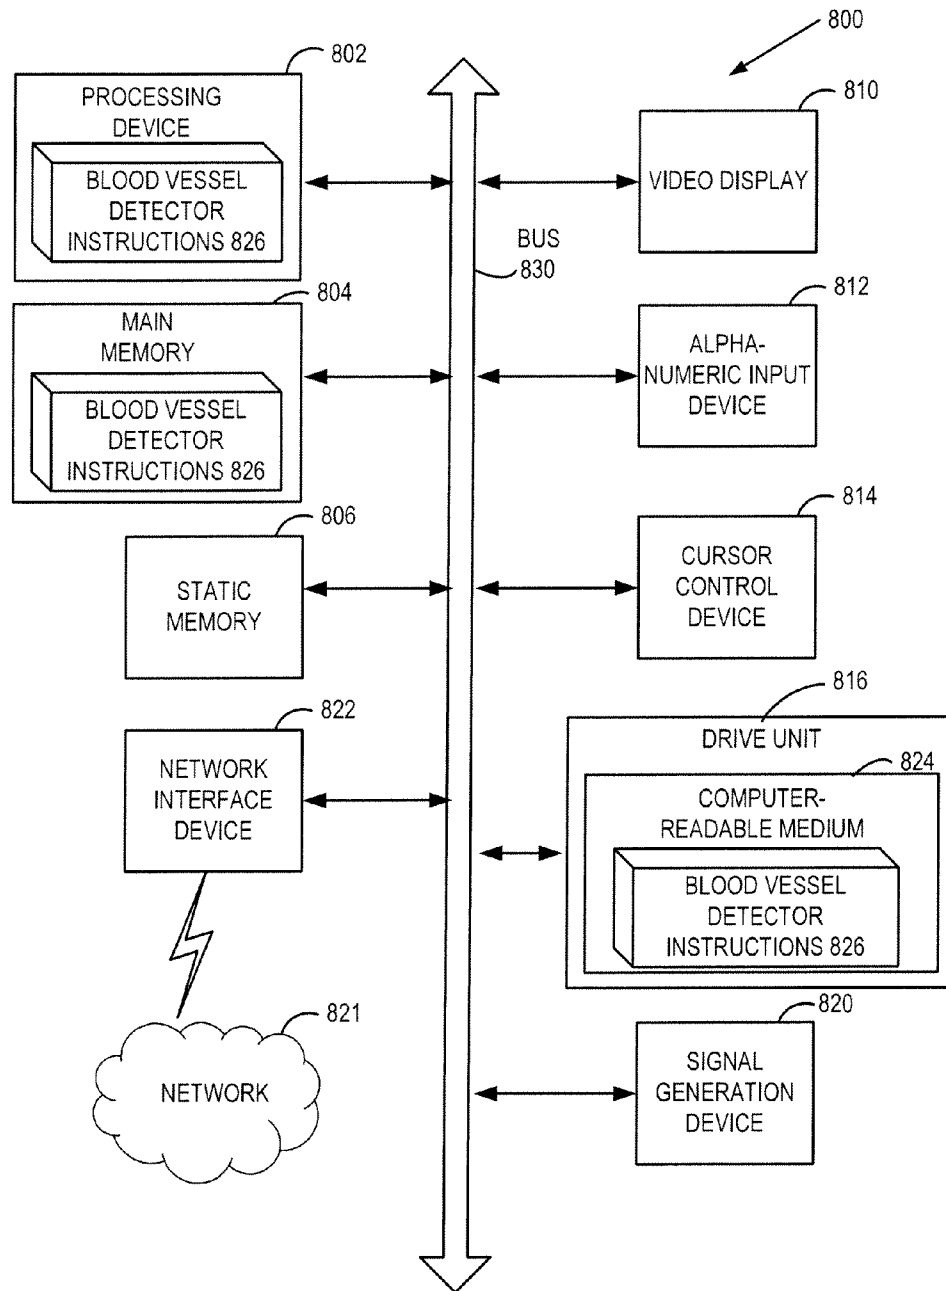 800
802
PROCESSING
DEVICE
BLOOD VESSEL
DETECTOR
INSTRUCTIONS 826
810
VIDEO DISPLAY
BUS
830
804
MAIN
MEMORY
BLOOD VESSEL
DETECTOR
INSTRUCTIONS 826
812
ALPHA-
NUMERIC INPUT
DEVICE
806
STATIC
MEMORY
814
CURSOR
CONTROL
DEVICE
822
NETWORK
INTERFACE
DEVICE
816
DRIVE UNIT
824
COMPUTER-
READABLE MEDIUM
BLOOD VESSEL
DETECTOR
INSTRUCTIONS 826
821
NETWORK
820
SIGNAL
GENERATION
DEVICE